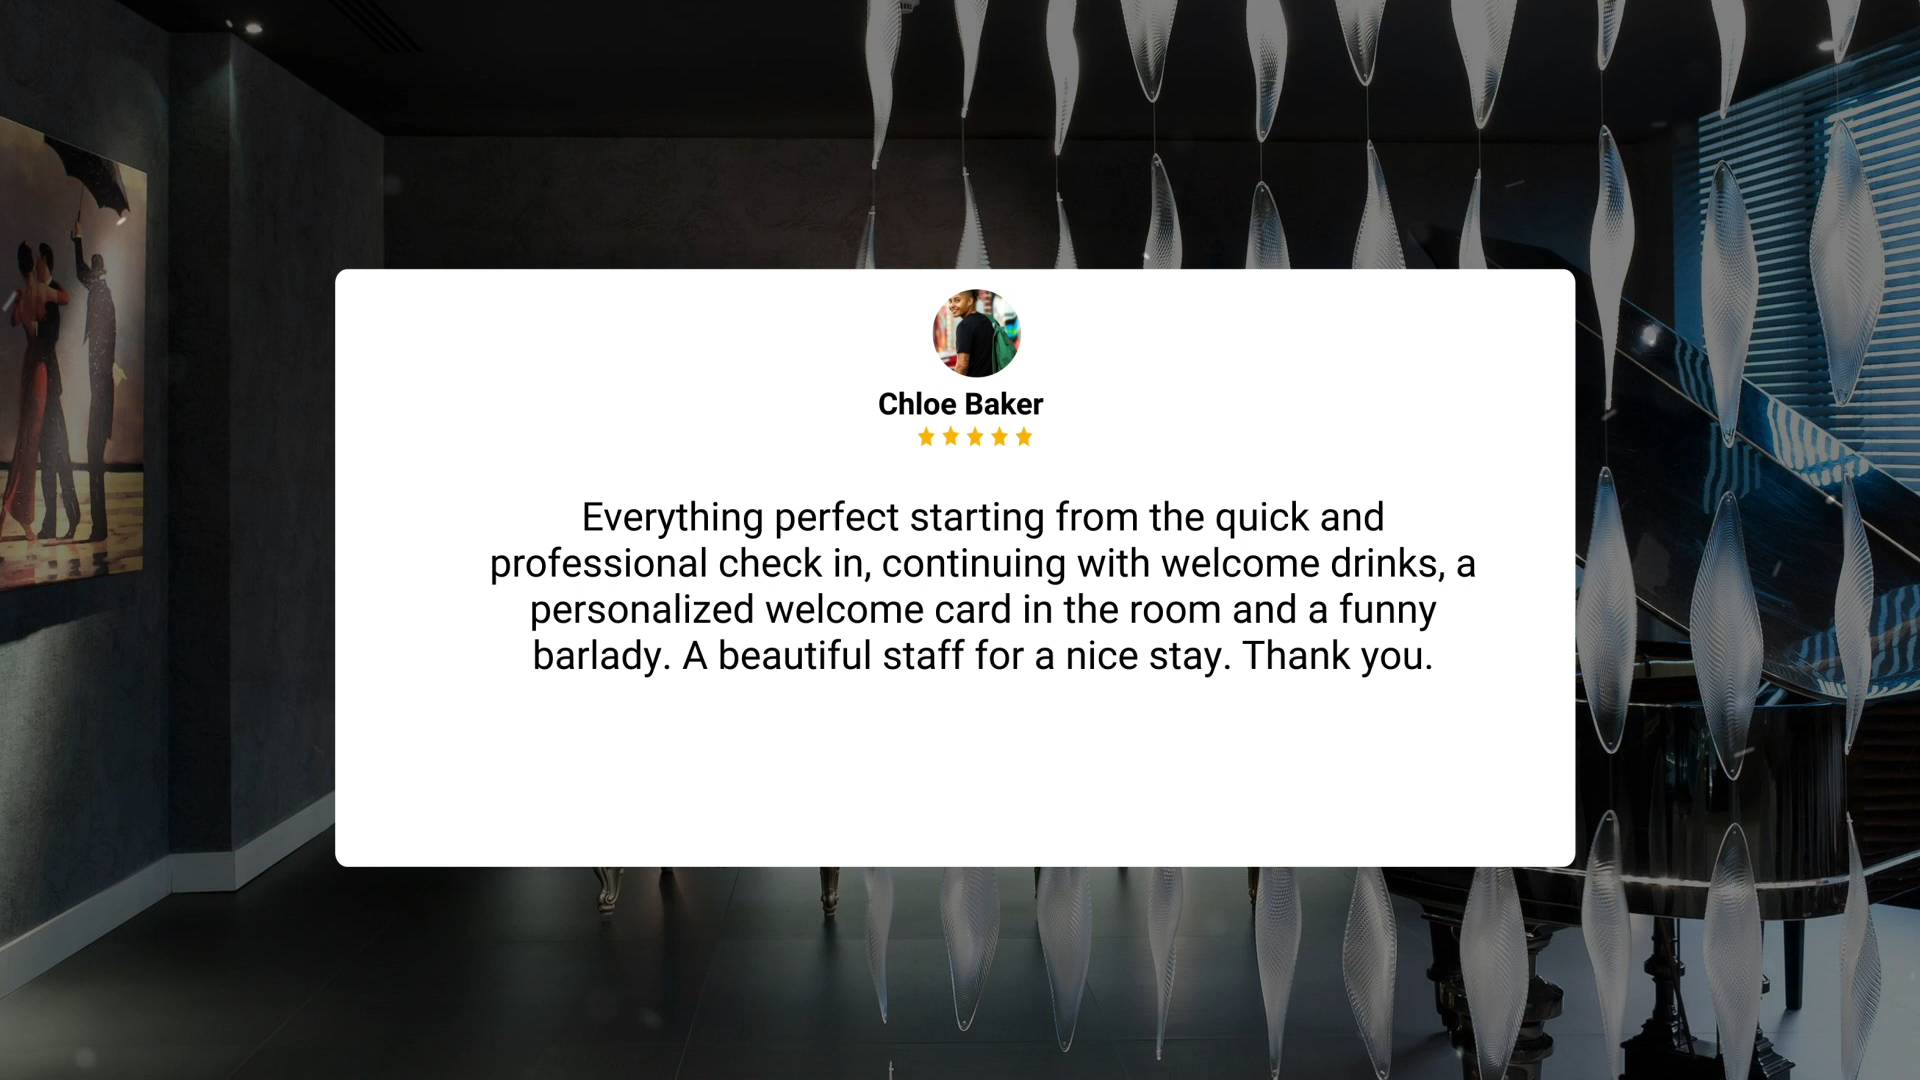 Chloe Baker
Everything perfect starting from the quick and
professional check in, continuing with welcome drinks, a
personalized welcome card in the room and a funny
barlady. A beautiful staff for a nice stay. Thank you.